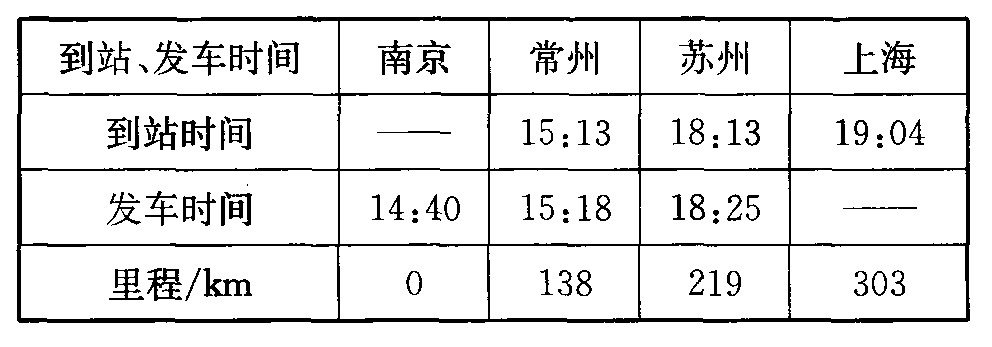 到站、发车时间 南京 常州 苏州 上海
到站时间 —— 15:13 18:13 19:04
发车时间 14:40 15:18 18:25 ——
里程/km 0 138 219 303